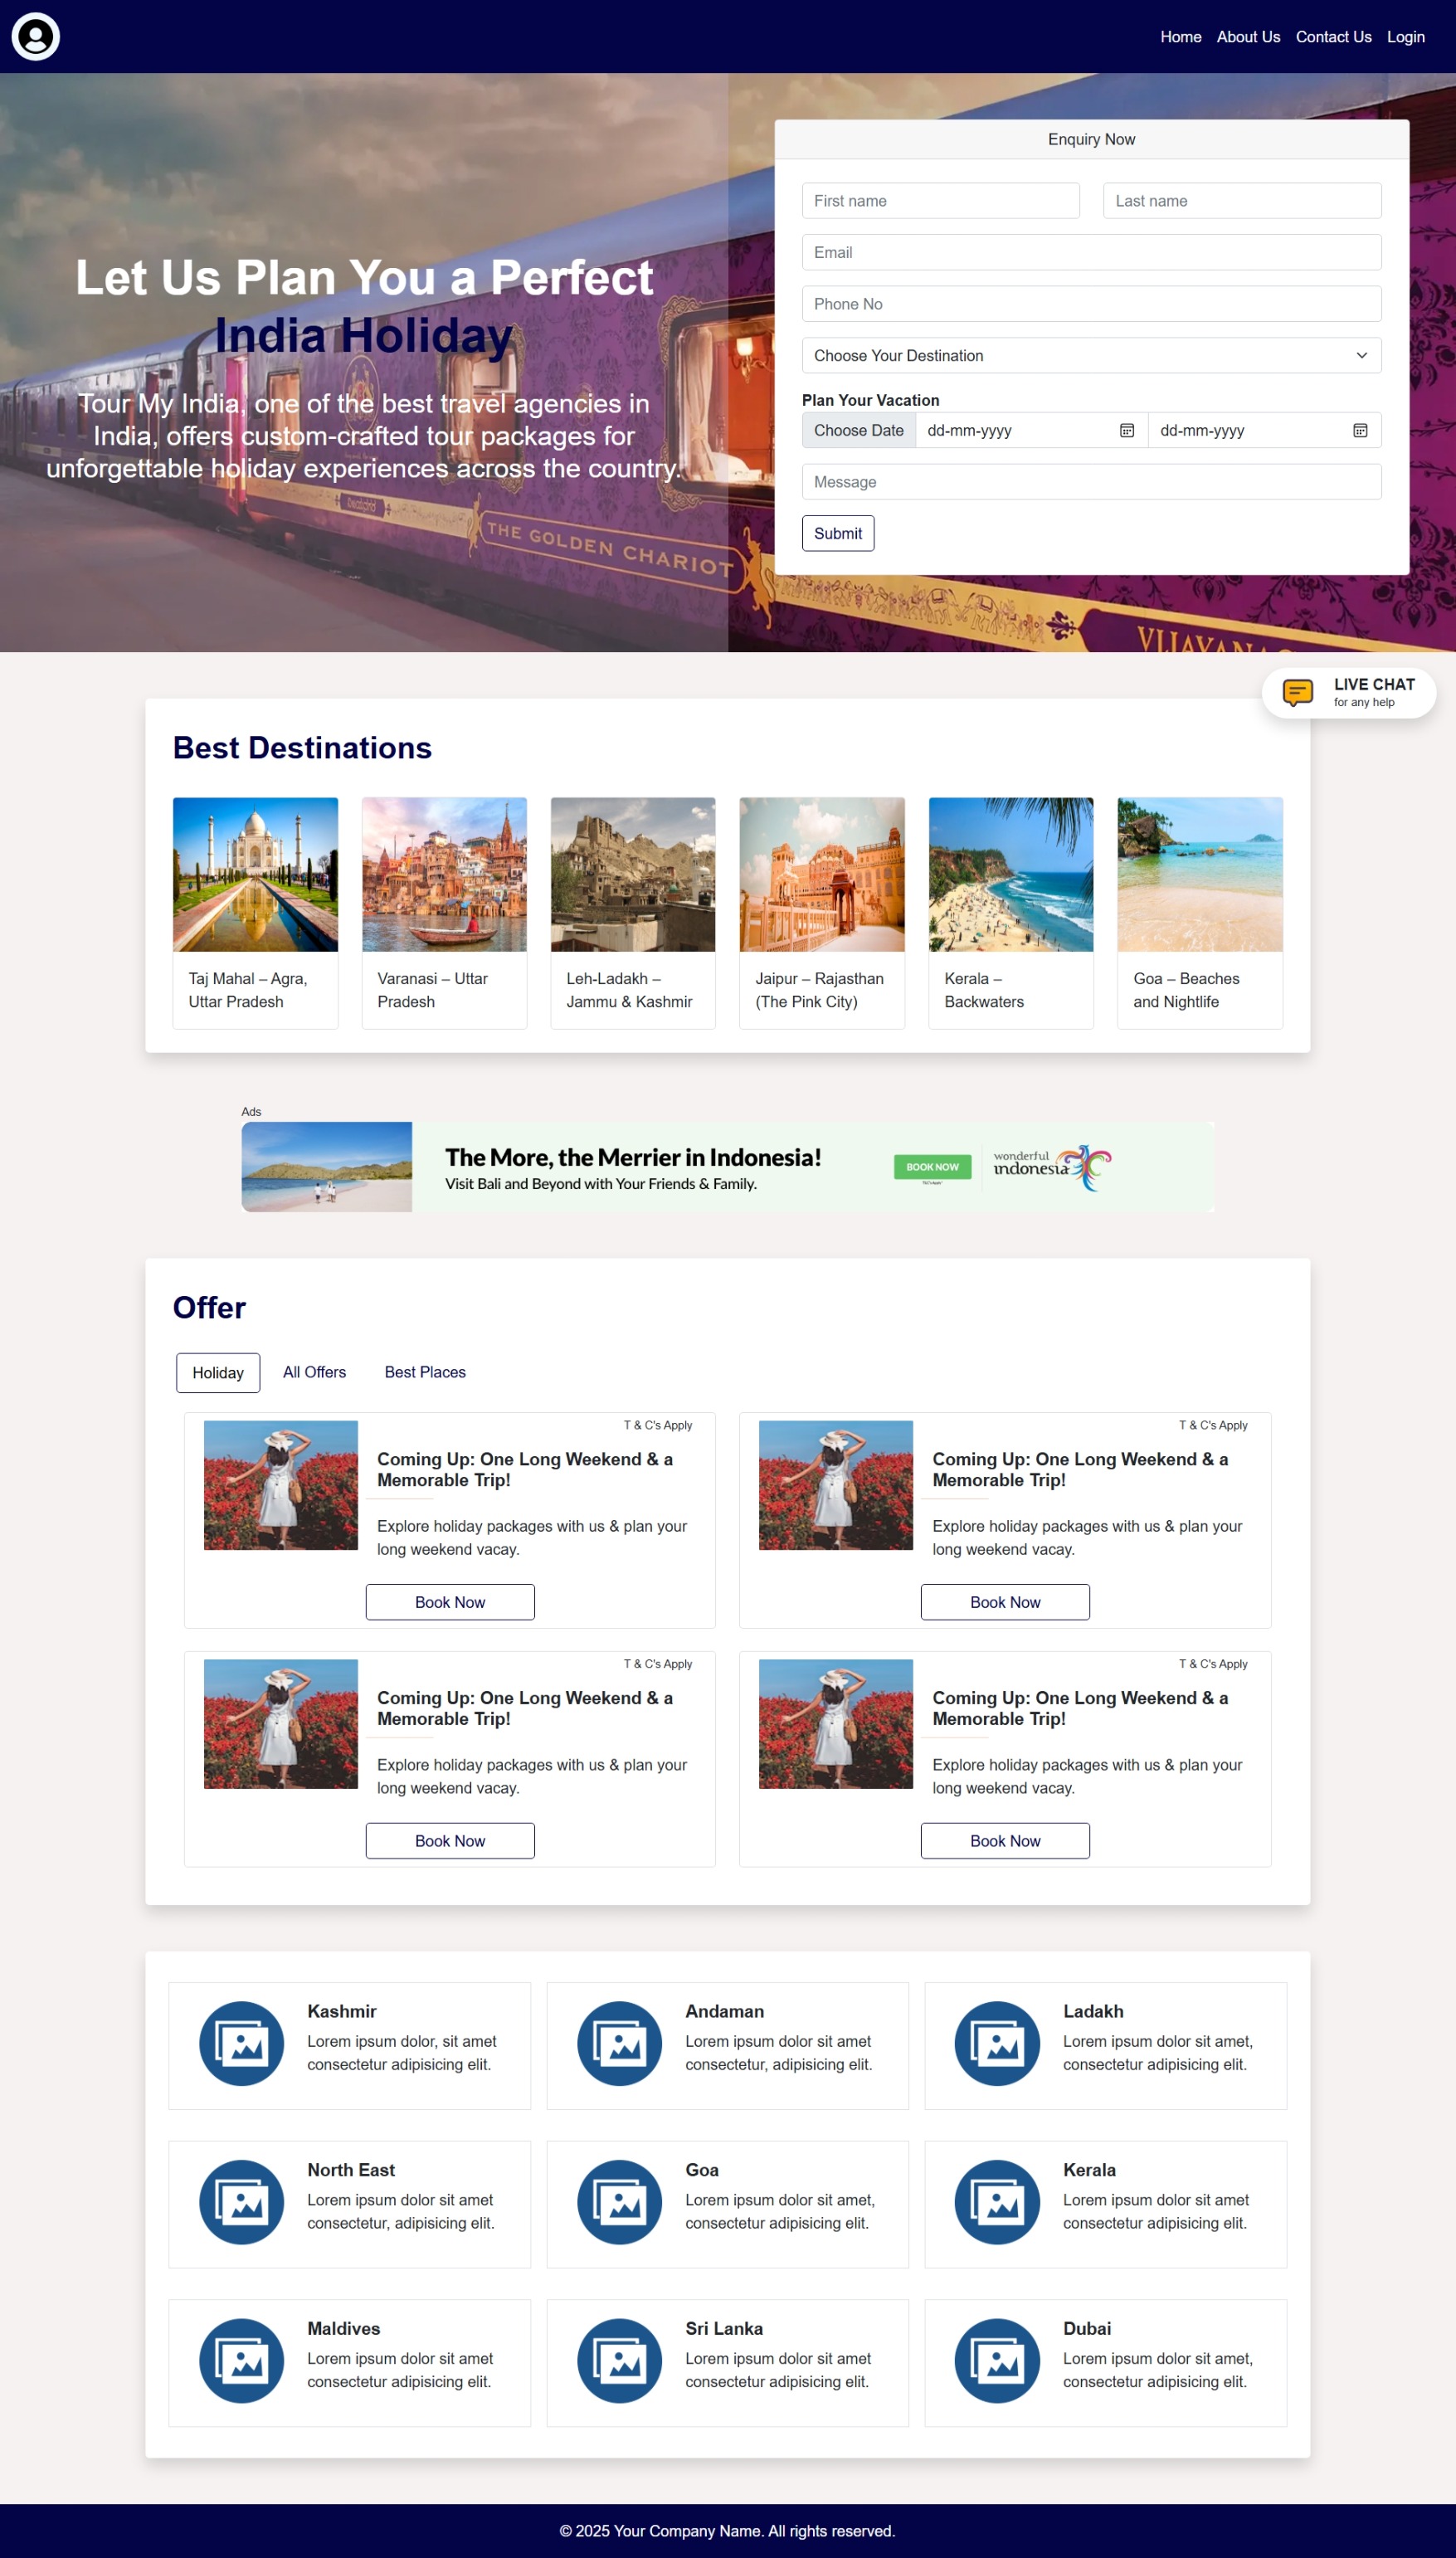 Home About Us Contact Us Login
Let Us Plan You a Perfect
India Holiday
Tour My India, one of the best travel agencies in
India, offers custom-crafted tour packages for
unforgettable holiday experiences across the country.
THE GOLDEN CHARIOT
Enquiry Now
First name Last name
Email
Phone No
Choose Your Destination
Plan Your Vacation
Choose Date dd-mm-yyyy dd-mm-yyyy
Message
Submit
LIVE CHAT
for any help
Best Destinations
Taj Mahal – Agra,
Uttar Pradesh
Varanasi – Uttar
Pradesh
Leh-Ladakh –
Jammu & Kashmir
Jaipur – Rajasthan
(The Pink City)
Kerala –
Backwaters
Goa – Beaches
and Nightlife
Ads
The More, the Merrier in Indonesia!
Visit Bali and Beyond with Your Friends & Family.
BOOK NOW
wonderful
indonesia
Offer
Holiday All Offers Best Places
T & C's Apply
Coming Up: One Long Weekend & a
Memorable Trip!
Explore holiday packages with us & plan your
long weekend vacay.
Book Now
T & C's Apply
Coming Up: One Long Weekend & a
Memorable Trip!
Explore holiday packages with us & plan your
long weekend vacay.
Book Now
T & C's Apply
Coming Up: One Long Weekend & a
Memorable Trip!
Explore holiday packages with us & plan your
long weekend vacay.
Book Now
T & C's Apply
Coming Up: One Long Weekend & a
Memorable Trip!
Explore holiday packages with us & plan your
long weekend vacay.
Book Now
Kashmir
Lorem ipsum dolor, sit amet
consectetur adipisicing elit.
Andaman
Lorem ipsum dolor sit amet
consectetur, adipisicing elit.
Ladakh
Lorem ipsum dolor sit amet,
consectetur adipisicing elit.
North East
Lorem ipsum dolor sit amet
consectetur, adipisicing elit.
Goa
Lorem ipsum dolor sit amet,
consectetur adipisicing elit.
Kerala
Lorem ipsum dolor sit amet
consectetur adipisicing elit.
Maldives
Lorem ipsum dolor sit amet
consectetur adipisicing elit.
Sri Lanka
Lorem ipsum dolor sit amet
consectetur adipisicing elit.
Dubai
Lorem ipsum dolor sit amet,
consectetur adipisicing elit.
© 2025 Your Company Name. All rights reserved.